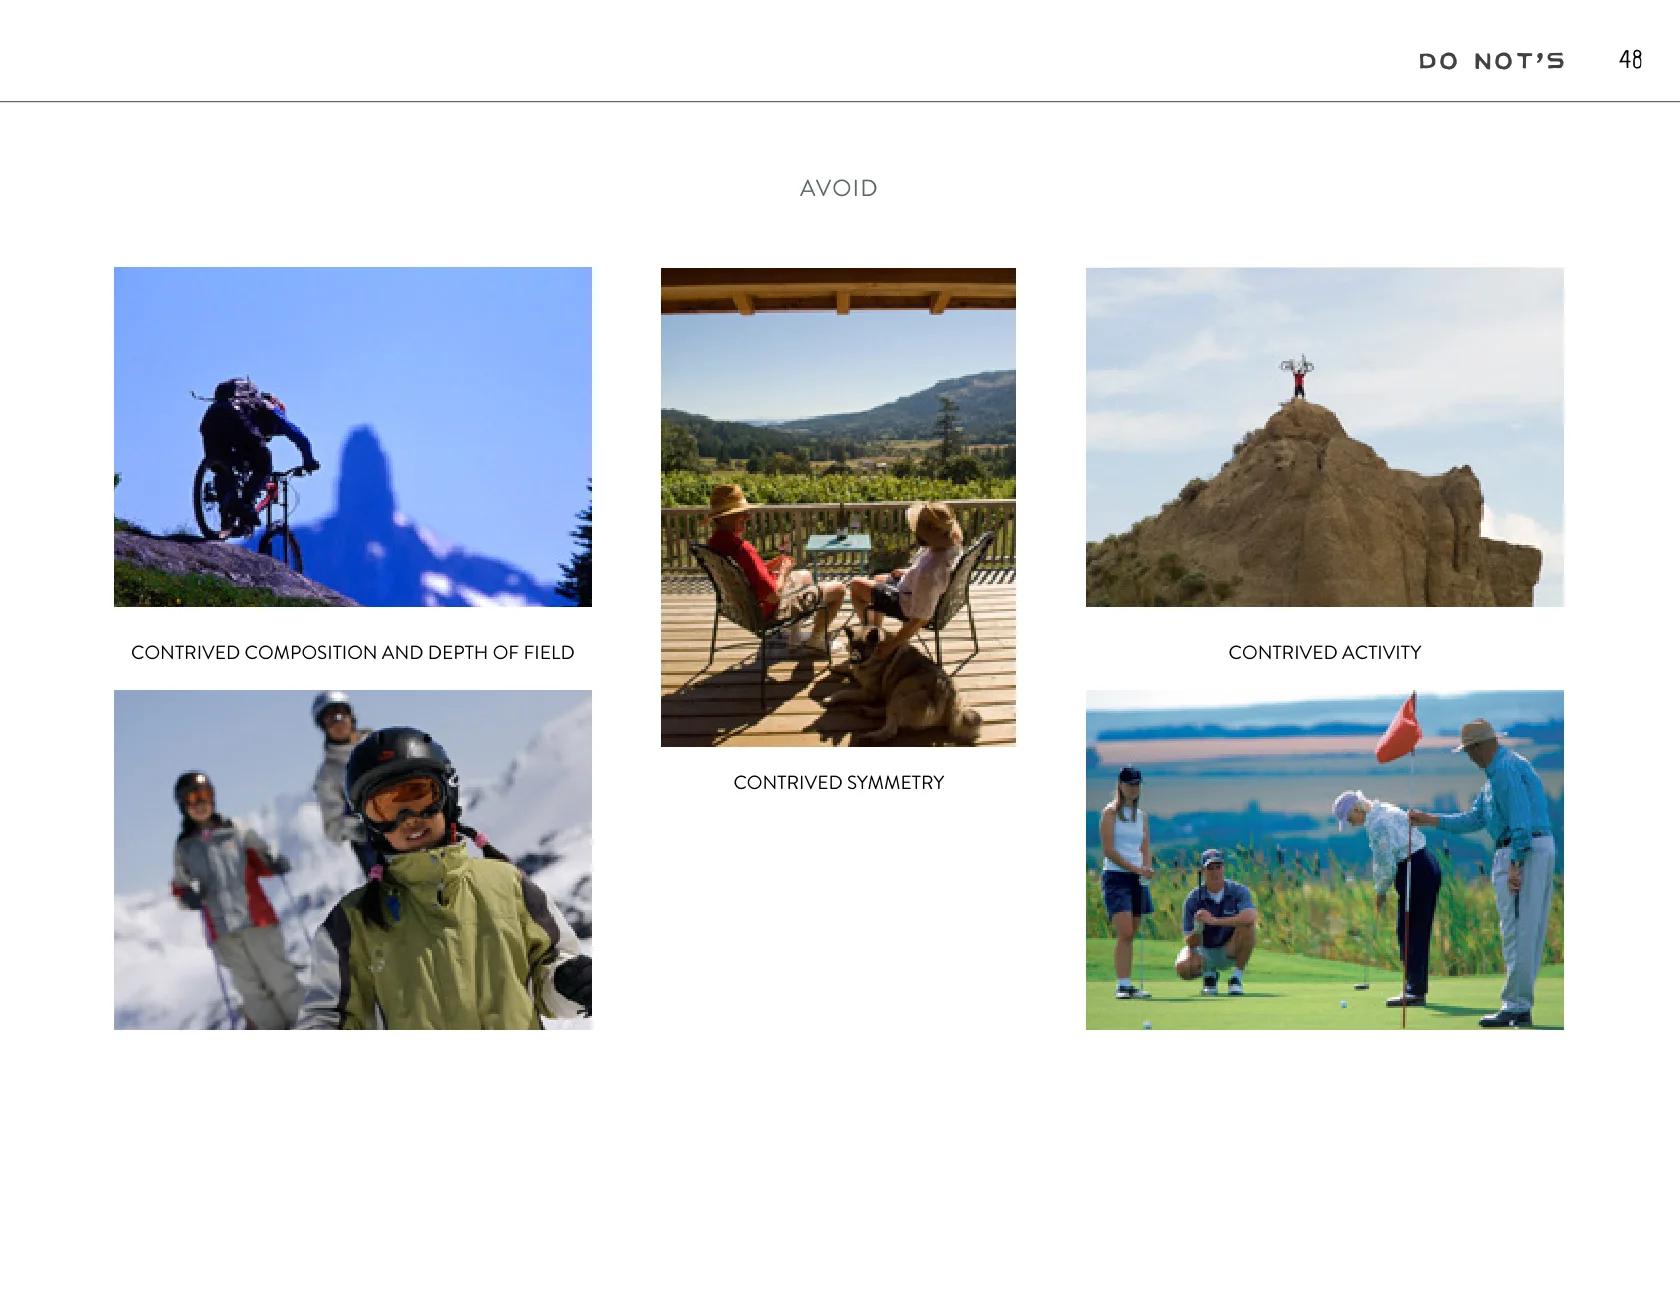 DO NOT'S 48
AVOID
CONTRIVED COMPOSITION AND DEPTH OF FIELD
CONTRIVED SYMMETRY
CONTRIVED ACTIVITY